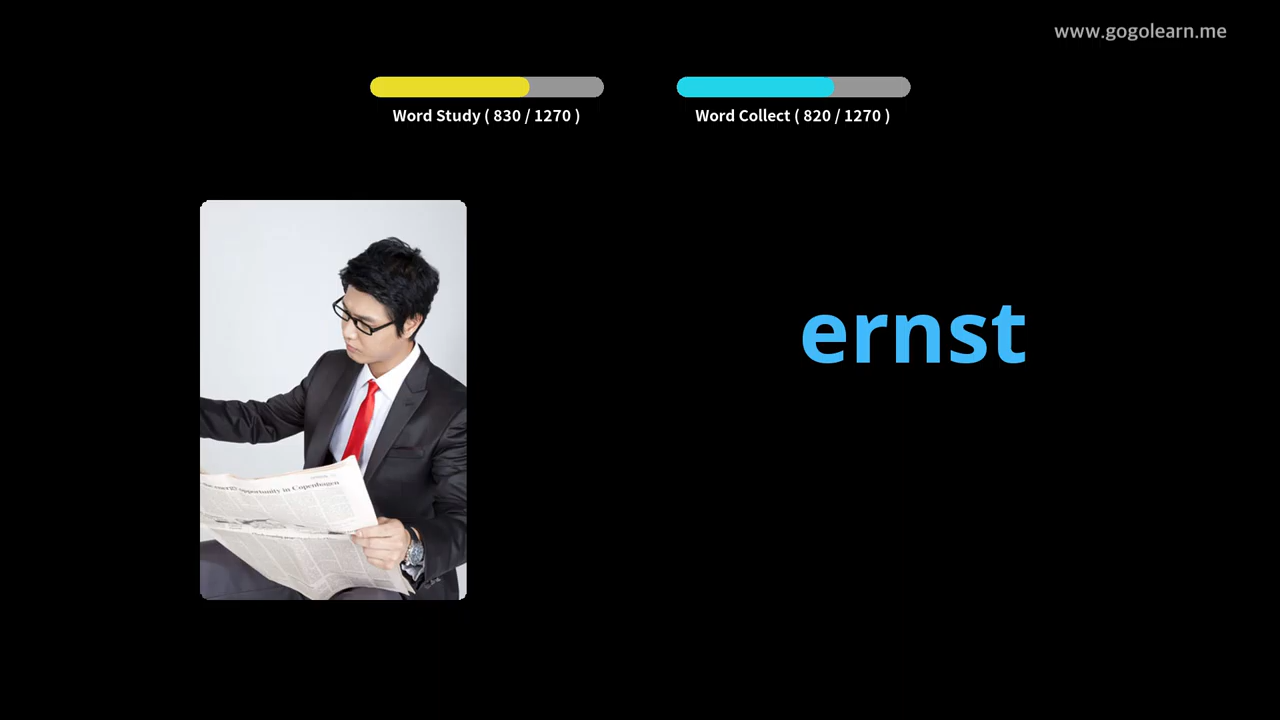 www.gogolearn.me
Word Study ( 830 / 1270 )
Word Collect ( 820 / 1270 )
ernst
opportunity in Copenhagen